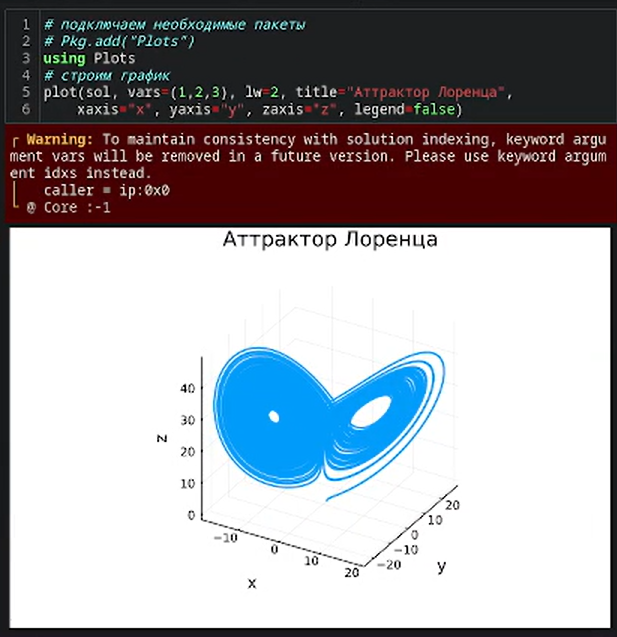 1 # подключаем необходимые пакеты
2 # Pkg.add("Plots")
3 using Plots
4 # строим график
5 plot(sol, vars=(1,2,3), lw=2, title="Аттрактор Лоренца",
6 xaxis="x", yaxis="y", zaxis="z", legend=false)
┌ Warning: To maintain consistency with solution indexing, keyword argu
ment vars will be removed in a future version. Please use keyword argum
ent idxs instead.
│ caller = ip:0x0
└ @ Core :-1
Аттрактор Лоренца
40
30
20
10
0
z
-10
0
10
20
x
-20
-10
0
10
20
y